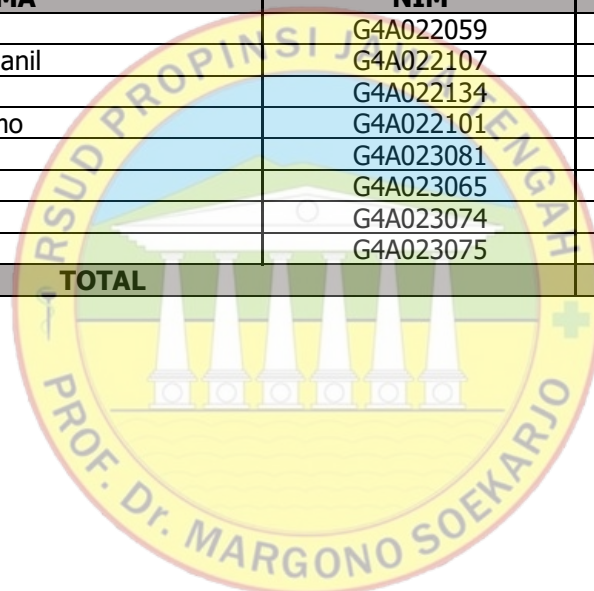 MA NIM
G4A022059
anil G4A022107
G4A022134
mo G4A022101
G4A023081
G4A023065
G4A023074
G4A023075
TOTAL
RSUD PROPINSI JAWA TENGAH
PROF. Dr. MARGONO SOEKARJO